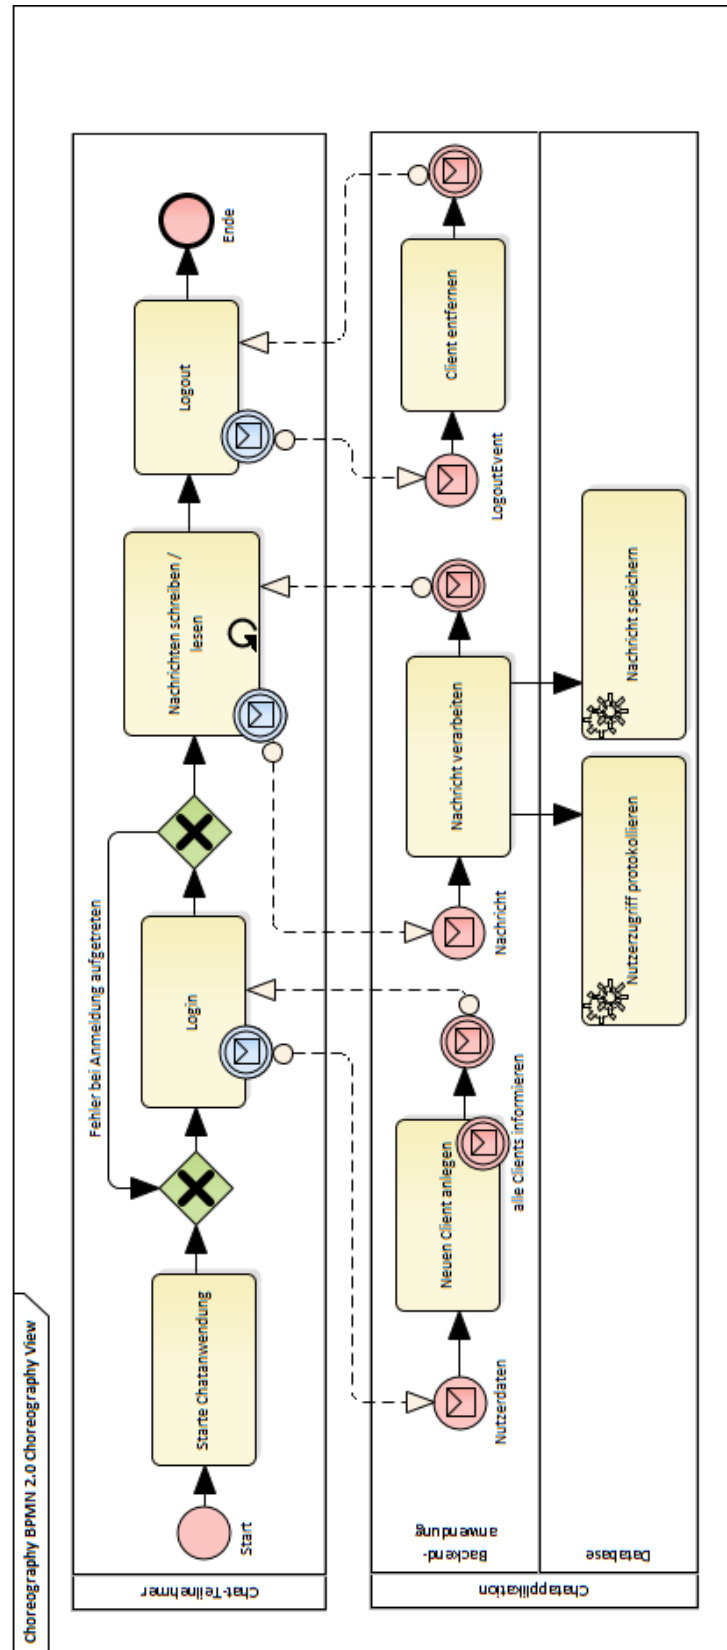 Choreography BPMN 2.0 Choreography View
Chat-Teilnehmer
Start
Starte Chatanwendung
Fehler bei Anmeldung aufgetreten
Login
Nachrichten schreiben /
lesen
Logout
Ende
Chatapplikation
Backend-
anwendung
Nutzerdaten
Neuen Client anlegen
alle Clients informieren
Nachricht
Nachricht verarbeiten
LogoutEvent
Client entfernen
Database
Nutzerzugriff protokollieren
Nachricht speichern